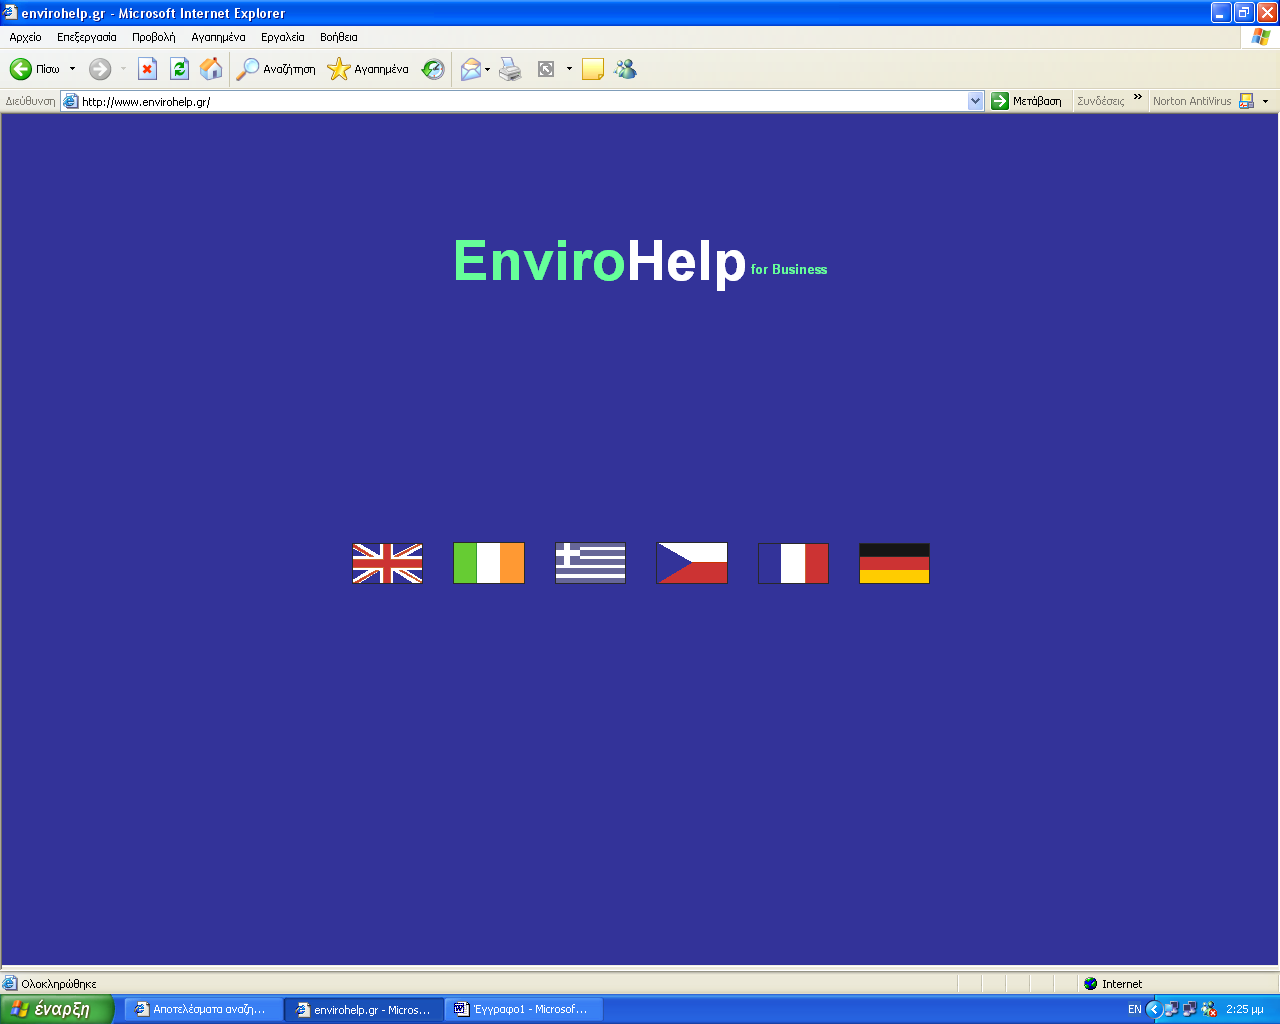 envirohelp.gr - Microsoft Internet Explorer
Αρχείο Επεξεργασία Προβολή Αγαπημένα Εργαλεία Βοήθεια
Πίσω Αναζήτηση Αγαπημένα
Διεύθυνση http://www.envirohelp.gr/ Μετάβαση Συνδέσεις » Norton AntiVirus
EnviroHelp for Business
Ολοκληρώθηκε Internet
έναρξη Αποτελέσματα αναζη... envirohelp.gr - Micros... Έγγραφο1 - Microsof... EN 2:25 μμ